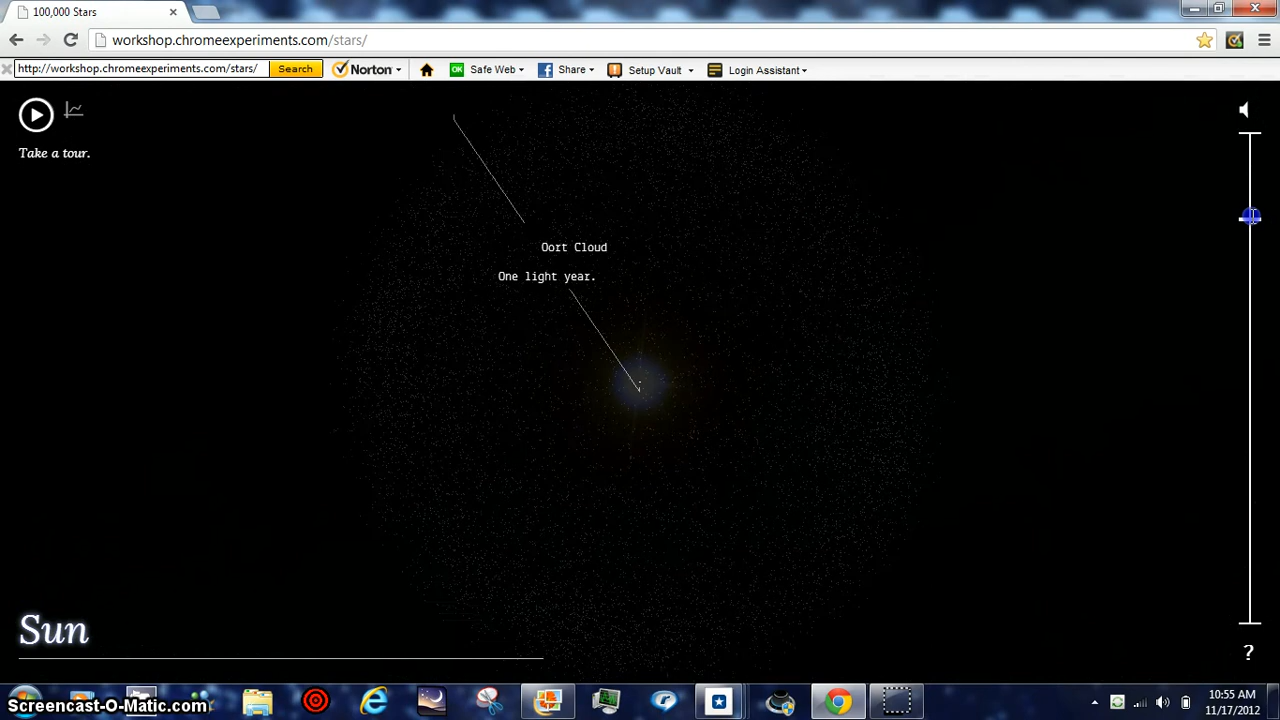 100,000 Stars
workshop.chromeexperiments.com/stars/
http://workshop.chromeexperiments.com/stars/ Search Norton OK Safe Web Share Setup Vault Login Assistant
Take a tour.
Oort Cloud
One light year.
Sun
?
10:55 AM
11/17/2012
Screencast-O-Matic.com